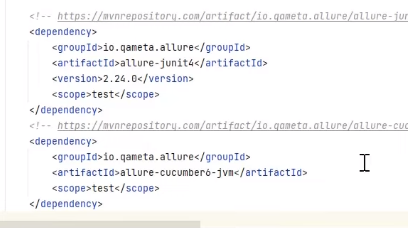 <!-- https://mvnrepository.com/artifact/io.qameta.allure/allure-jun
<dependency>
<groupId>io.qameta.allure</groupId>
<artifactId>allure-junit4</artifactId>
<version>2.24.0</version>
<scope>test</scope>
</dependency>
<!-- https://mvnrepository.com/artifact/io.qameta.allure/allure-cuc
<dependency>
<groupId>io.qameta.allure</groupId>
<artifactId>allure-cucumber6-jvm</artifactId>
<scope>test</scope>
</dependency>